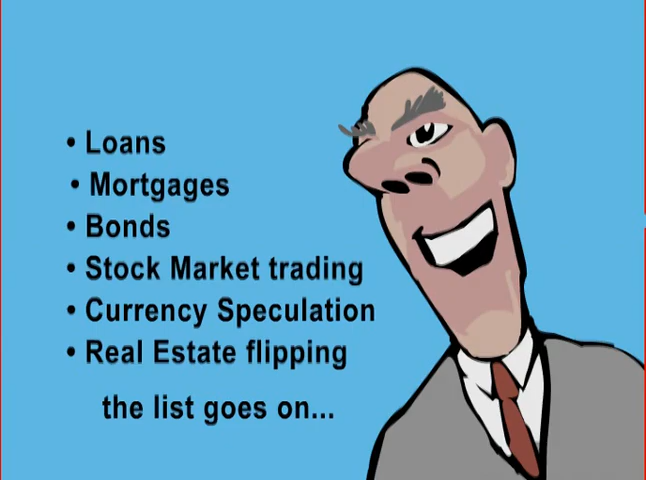 • Loans
• Mortgages
• Bonds
• Stock Market trading
• Currency Speculation
• Real Estate flipping
the list goes on...